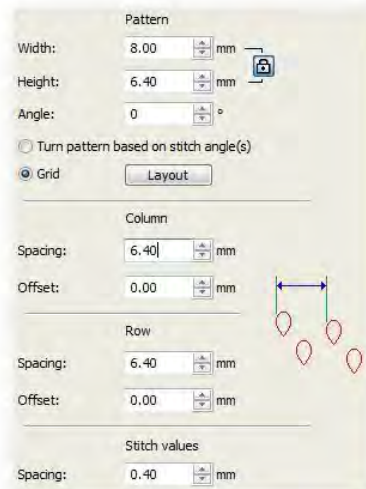 Pattern
Width: 8.00 mm
Height: 6.40 mm
Angle: 0 °
Turn pattern based on stitch angle(s)
Grid Layout
Column
Spacing: 6.40 mm
Offset: 0.00 mm
Row
Spacing: 6.40 mm
Offset: 0.00 mm
Stitch values
Spacing: 0.40 mm